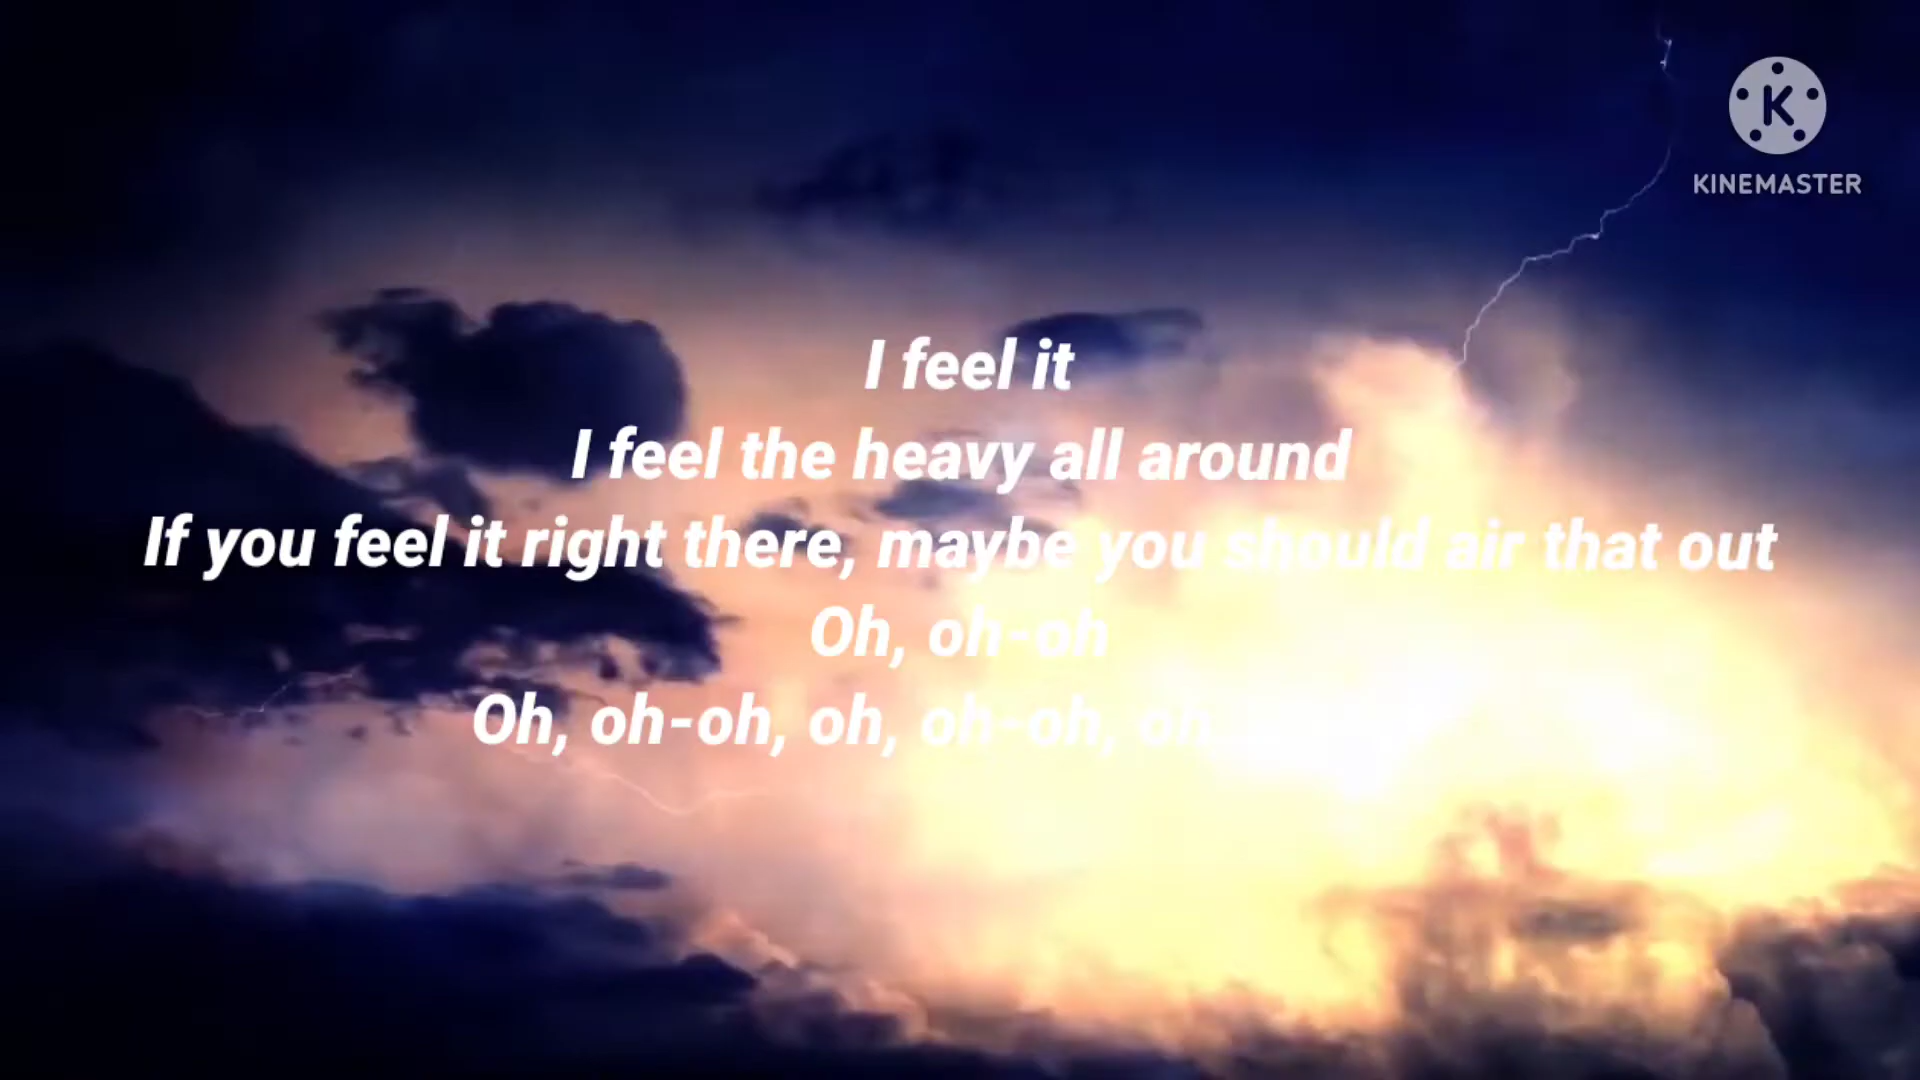 KINEMASTER
I feel it
I feel the heavy all around
If you feel it right there, maybe you should air that out
Oh, oh-oh
Oh, oh-oh, oh, oh-oh, oh